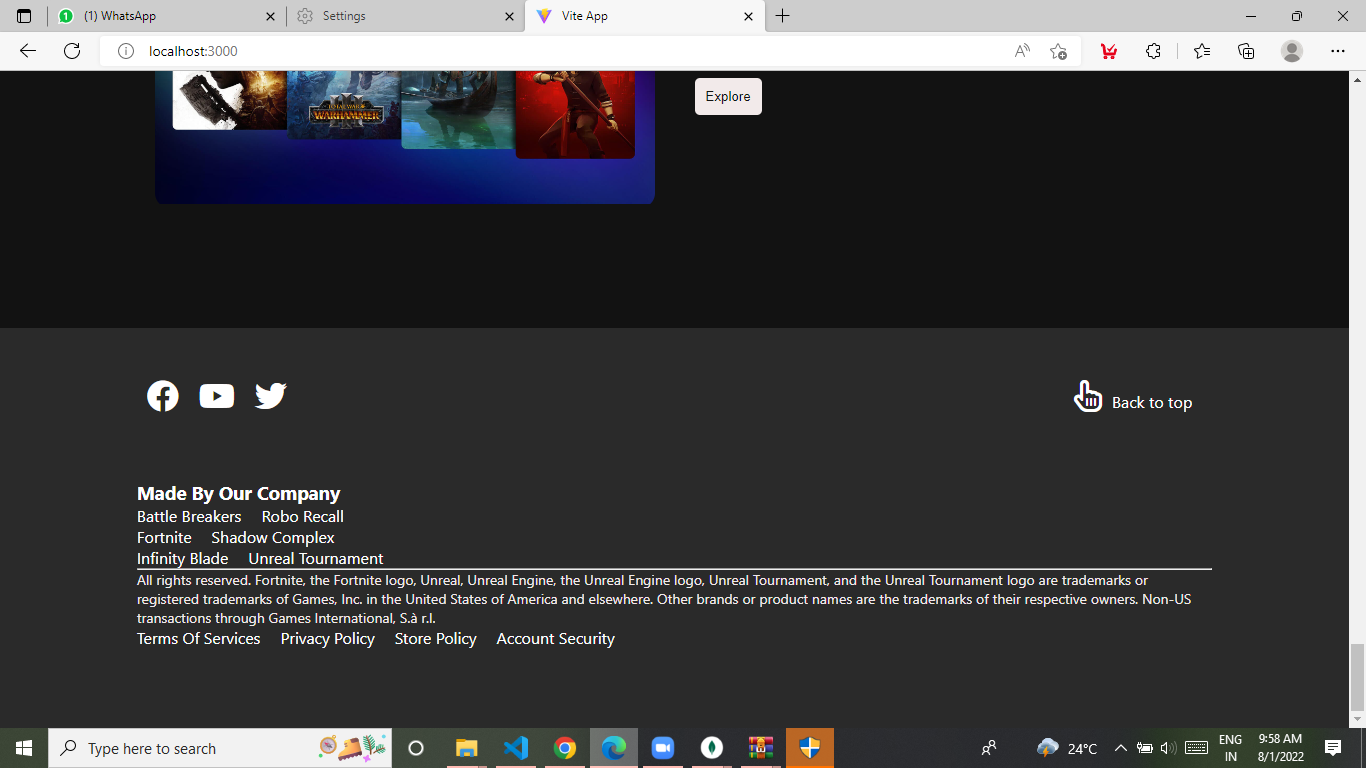 (1) WhatsApp
Settings
Vite App
localhost:3000
Explore
TOTAL WAR
WARHAMMER
III
Back to top
Made By Our Company
Battle Breakers Robo Recall
Fortnite Shadow Complex
Infinity Blade Unreal Tournament
All rights reserved. Fortnite, the Fortnite logo, Unreal, Unreal Engine, the Unreal Engine logo, Unreal Tournament, and the Unreal Tournament logo are trademarks or
registered trademarks of Games, Inc. in the United States of America and elsewhere. Other brands or product names are the trademarks of their respective owners. Non-US
transactions through Games International, S.à r.l.
Terms Of Services Privacy Policy Store Policy Account Security
Type here to search
24°C
ENG
IN
9:58 AM
8/1/2022